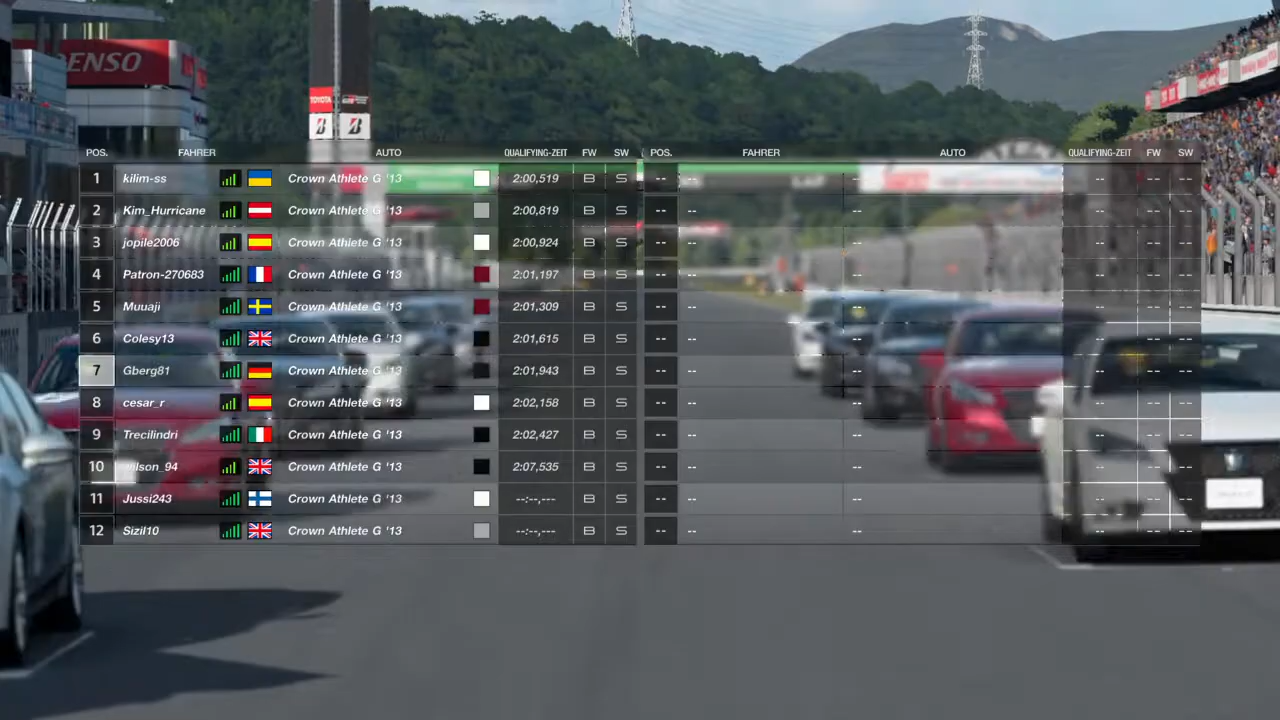 DENSO
TOYOTA
POS. FAHRER AUTO QUALIFYING-ZEIT FW SW POS. FAHRER AUTO QUALIFYING-ZEIT FW SW
1 kilim-ss Crown Athlete G '13 2:00,519 B S -- -- -- -- -- --
2 Kim_Hurricane Crown Athlete G '13 2:00,819 B S -- -- -- -- -- --
3 jopile2006 Crown Athlete G '13 2:00,924 B S -- -- -- -- -- --
4 Patron-270683 Crown Athlete G '13 2:01,197 B S -- -- -- -- -- --
5 Muuaji Crown Athlete G '13 2:01,309 B S -- -- -- -- -- --
6 Colesy13 Crown Athlete G '13 2:01,615 B S -- -- -- -- -- --
7 Gberg81 Crown Athlete G '13 2:01,943 B S -- -- -- -- -- --
8 cesar_r Crown Athlete G '13 2:02,158 B S -- -- -- -- -- --
9 Trecilindri Crown Athlete G '13 2:02,427 B S -- -- -- -- -- --
10 wilson_94 Crown Athlete G '13 2:07,535 B S -- -- -- -- -- --
11 Jussi243 Crown Athlete G '13 --:--,--- B S -- -- -- -- -- --
12 Sizil10 Crown Athlete G '13 --:--,--- B S -- -- -- -- -- --